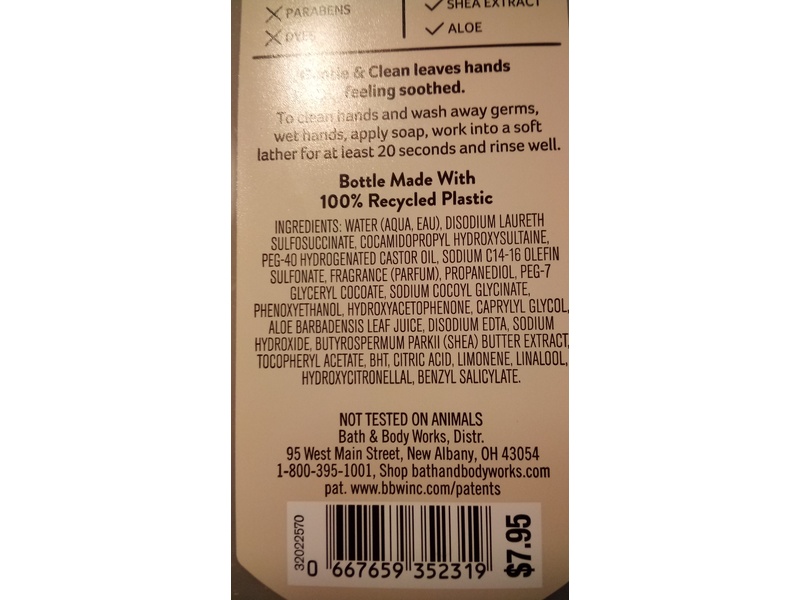 PARABENS
DYES
SHEA EXTRACT
ALOE
Gentle & Clean leaves hands
feeling soothed.
To clean hands and wash away germs,
wet hands, apply soap, work into a soft
lather for at least 20 seconds and rinse well.
Bottle Made With
100% Recycled Plastic
INGREDIENTS: WATER (AQUA, EAU), DISODIUM LAURETH
SULFOSUCCINATE, COCAMIDOPROPYL HYDROXYSULTAINE,
PEG-40 HYDROGENATED CASTOR OIL, SODIUM C14-16 OLEFIN
SULFONATE, FRAGRANCE (PARFUM), PROPANEDIOL, PEG-7
GLYCERYL COCOATE, SODIUM COCOYL GLYCINATE,
PHENOXYETHANOL, HYDROXYACETOPHENONE, CAPRYLYL GLYCOL,
ALOE BARBADENSIS LEAF JUICE, DISODIUM EDTA, SODIUM
HYDROXIDE, BUTYROSPERMUM PARKII (SHEA) BUTTER EXTRACT,
TOCOPHERYL ACETATE, BHT, CITRIC ACID, LIMONENE, LINALOOL,
HYDROXYCITRONELLAL, BENZYL SALICYLATE.
NOT TESTED ON ANIMALS
Bath & Body Works, Distr.
95 West Main Street, New Albany, OH 43054
1-800-395-1001, Shop bathandbodyworks.com
pat. www.bbwinc.com/patents
32022570
0 667659 352319
$7.95